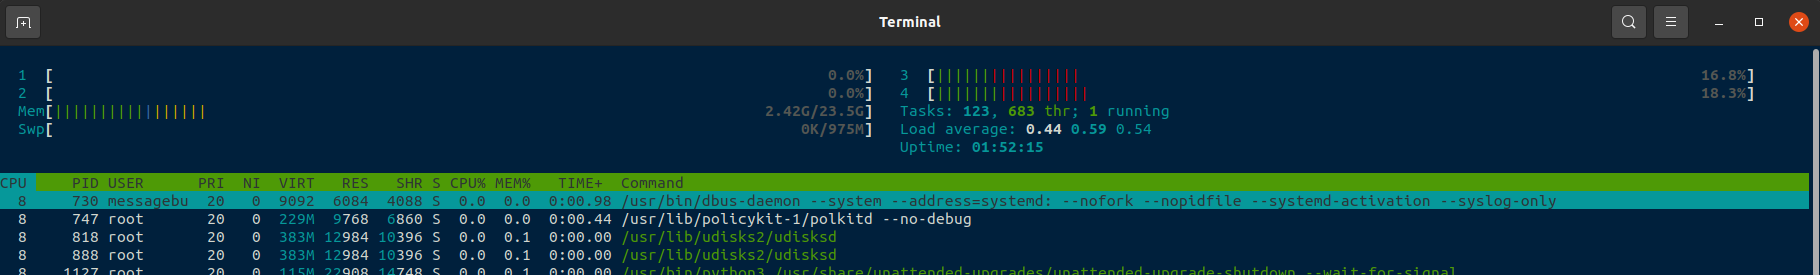 Terminal
1 [ 0.0%] 3 [|||||||||||||||| 16.8%]
2 [ 0.0%] 4 [||||||||||||||||| 18.3%]
Mem[||||||||||||||||| 2.42G/23.5G] Tasks: 123, 683 thr; 1 running
Swp[ 0K/975M] Load average: 0.44 0.59 0.54
Uptime: 01:52:15
CPU PID USER PRI NI VIRT RES SHR S CPU% MEM% TIME+ Command
8 730 messagebu 20 0 9092 6084 4088 S 0.0 0.0 0:00.98 /usr/bin/dbus-daemon --system --address=systemd: --nofork --nopidfile --systemd-activation --syslog-only
8 747 root 20 0 229M 9768 6860 S 0.0 0.0 0:00.44 /usr/lib/policykit-1/polkitd --no-debug
8 818 root 20 0 383M 12984 10396 S 0.0 0.1 0:00.00 /usr/lib/udisks2/udisksd
8 888 root 20 0 383M 12984 10396 S 0.0 0.1 0:00.00 /usr/lib/udisks2/udisksd
8 1127 root 20 0 115M 22908 14748 S 0.0 0.1 0:00.00 /usr/bin/python3 /usr/share/unattended-upgrades/unattended-upgrade-shutdown --wait-for-signal